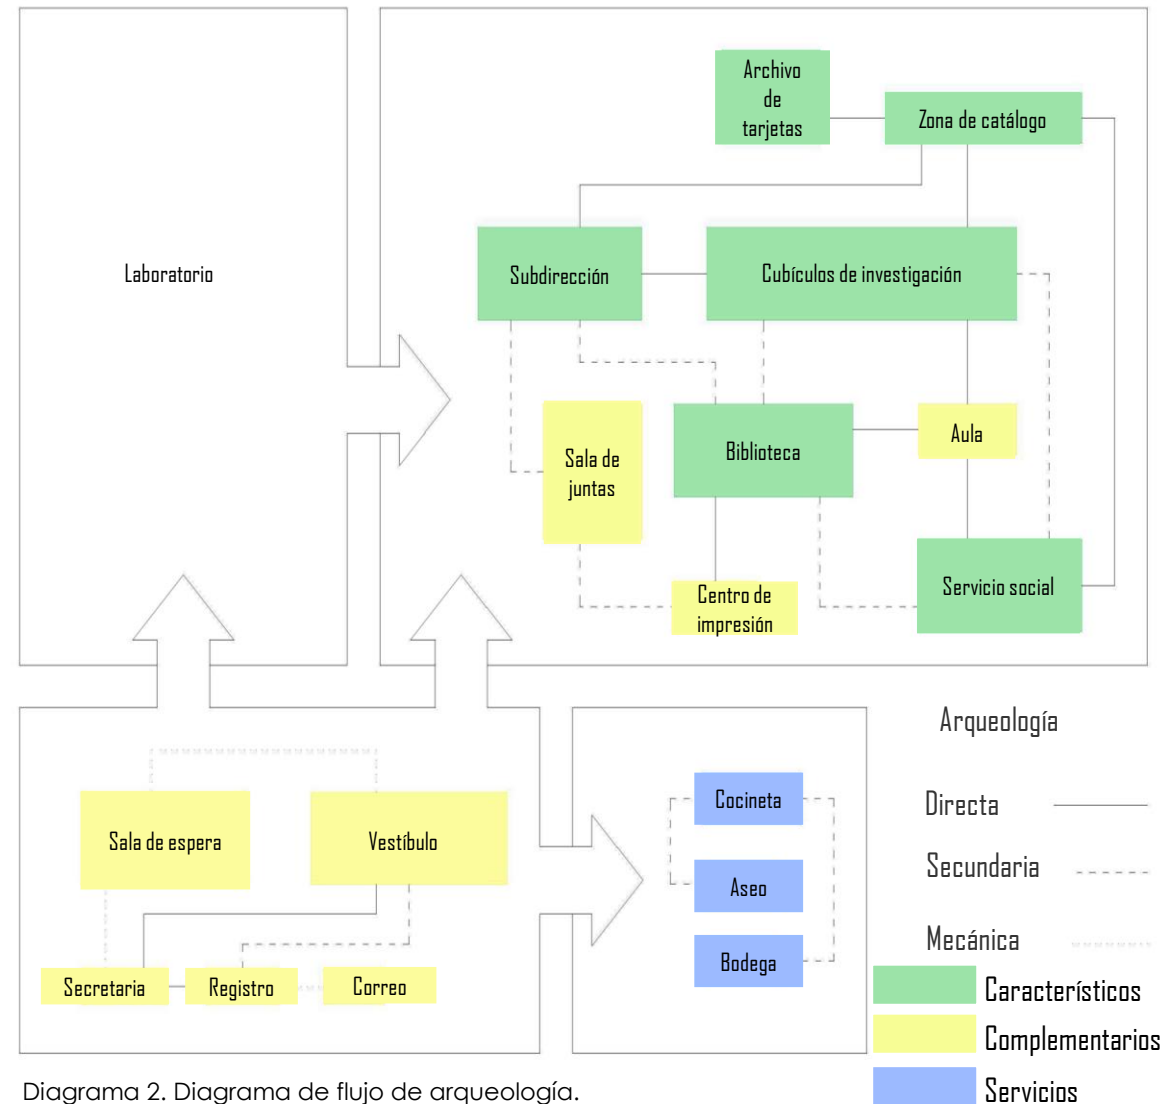 Archivo
de
tarjetas
Zona de catálogo
Laboratorio
Subdirección
Cubículos de investigación
Sala de
juntas
Biblioteca
Aula
Centro de
impresión
Servicio social
Sala de espera
Vestíbulo
Secretaria
Registro
Correo
Cocineta
Aseo
Bodega
Arqueología
Directa
Secundaria
Mecánica
Característicos
Complementarios
Servicios
Diagrama 2. Diagrama de flujo de arqueología.